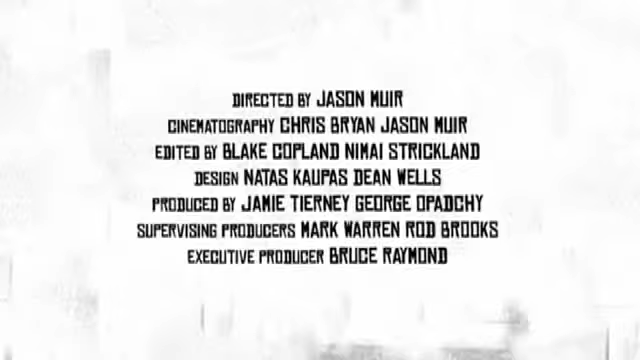 DIRECTED BY JASON MUIR
CINEMATOGRAPHY CHRIS BRYAN JASON MUIR
EDITED BY BLAKE COPLAND NIMAI STRICKLAND
DESIGN NATAS KAUPAS DEAN WELLS
PRODUCED BY JAMIE TIERNEY GEORGE OPADCHY
SUPERVISING PRODUCERS MARK WARREN ROD BROOKS
EXECUTIVE PRODUCER BRUCE RAYMOND